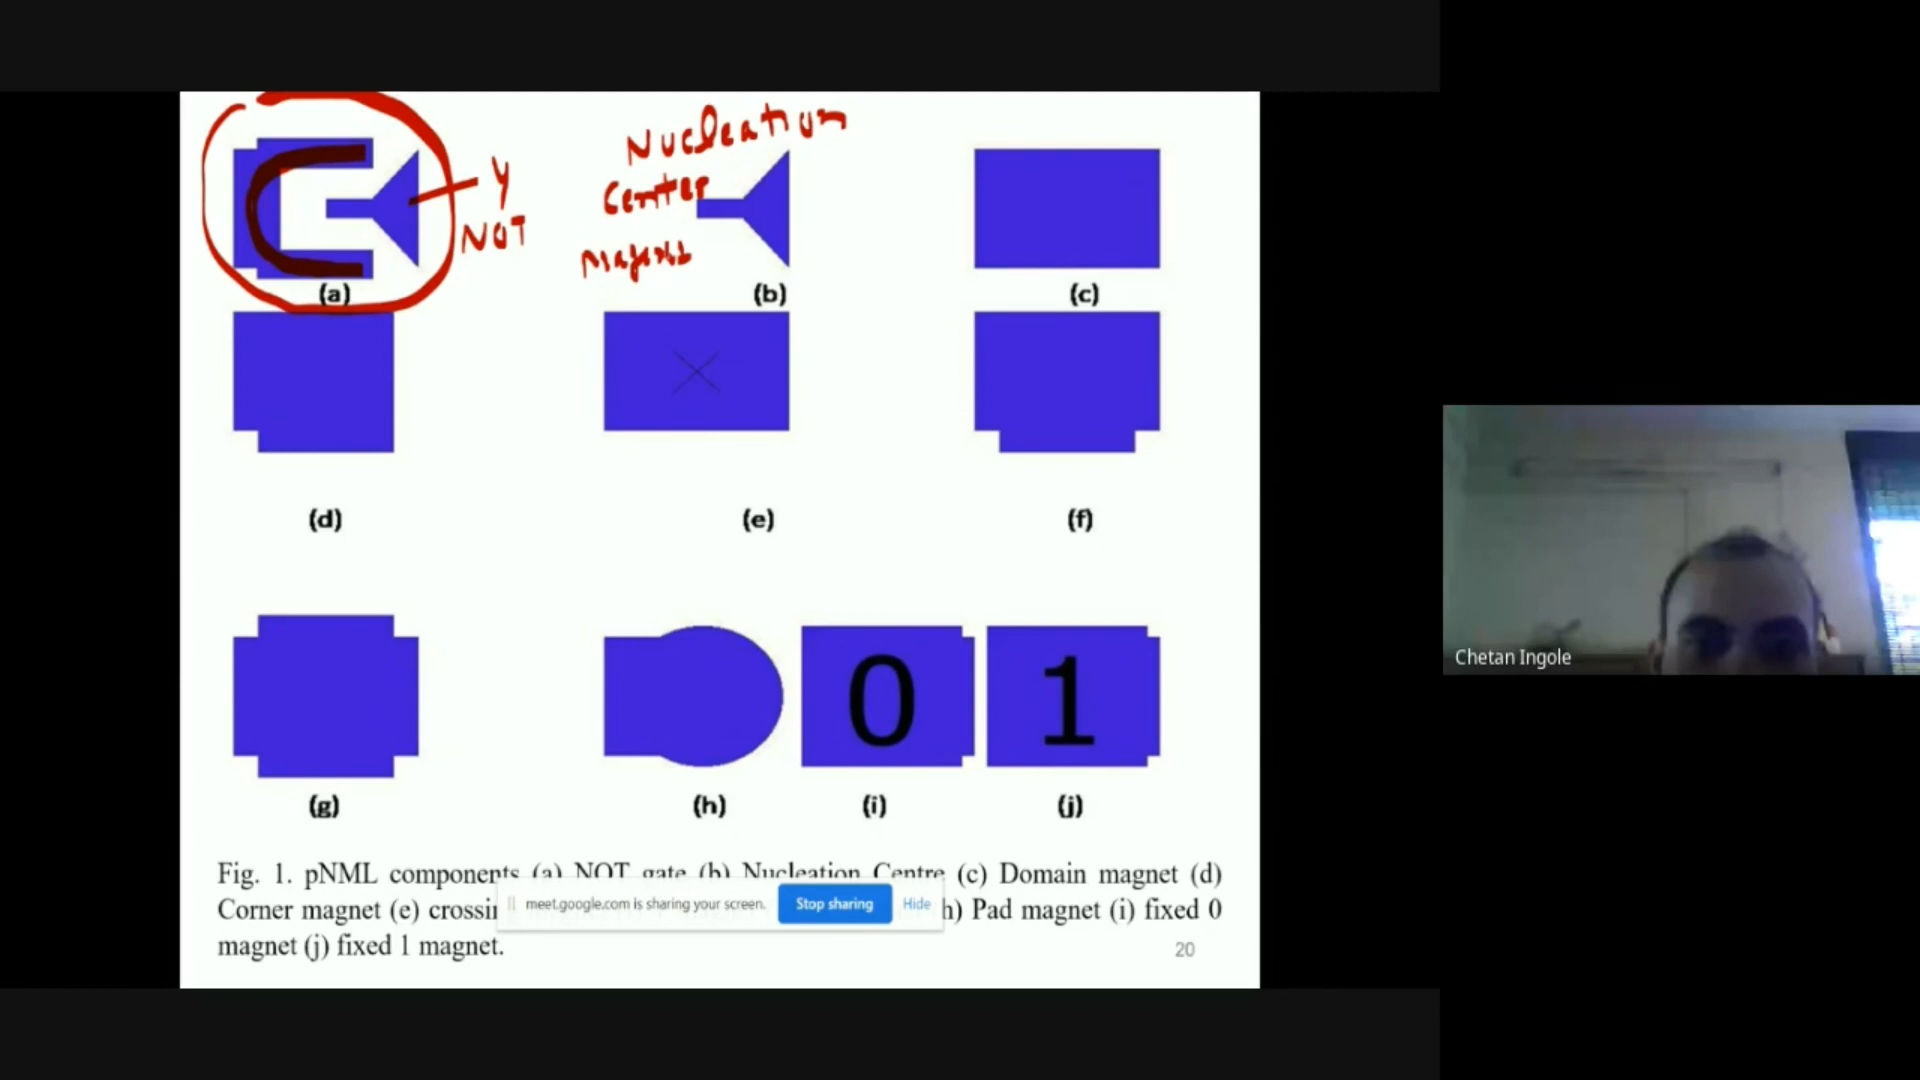 Nucleation
Y
Center
NOT
(a)
(b)
(c)
(d)
(e)
(f)
0
1
(g)
(h)
(i)
(j)
Fig. 1. pNML components (a) NOT gate (b) Nucleation Centre (c) Domain magnet (d)
Corner magnet (e) h) Pad magnet (i) fixed 0
meet.google.com is sharing your screen.
Stop sharing
Hide
magnet (j) fixed 1 magnet.
20
Chetan Ingole